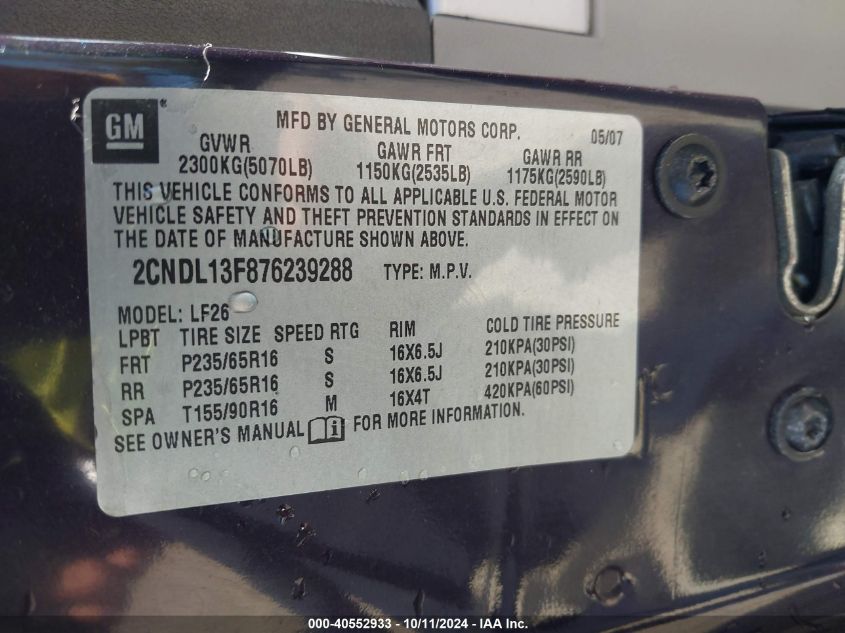 GM ®
MFD BY GENERAL MOTORS CORP. 05/07
GVWR GAWR FRT GAWR RR
2300KG(5070LB) 1150KG(2535LB) 1175KG(2590LB)
THIS VEHICLE CONFORMS TO ALL APPLICABLE U.S. FEDERAL MOTOR
VEHICLE SAFETY AND THEFT PREVENTION STANDARDS IN EFFECT ON
THE DATE OF MANUFACTURE SHOWN ABOVE.
2CNDL13F876239288 TYPE: M.P.V.
MODEL: LF26
LPBT TIRE SIZE SPEED RTG RIM COLD TIRE PRESSURE
FRT P235/65R16 S 16X6.5J 210KPA(30PSI)
RR P235/65R16 S 16X6.5J 210KPA(30PSI)
SPA T155/90R16 M 16X4T 420KPA(60PSI)
SEE OWNER'S MANUAL i FOR MORE INFORMATION.
000-40552933 - 10/11/2024 - IAA Inc.